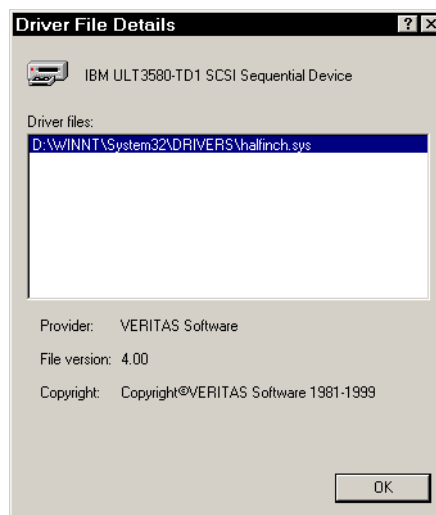 Driver File Details
IBM ULT3580-TD1 SCSI Sequential Device
Driver files:
D:\WINNT\System32\DRIVERS\halfinch.sys
Provider: VERITAS Software
File version: 4.00
Copyright: Copyright©VERITAS Software 1981-1999
OK